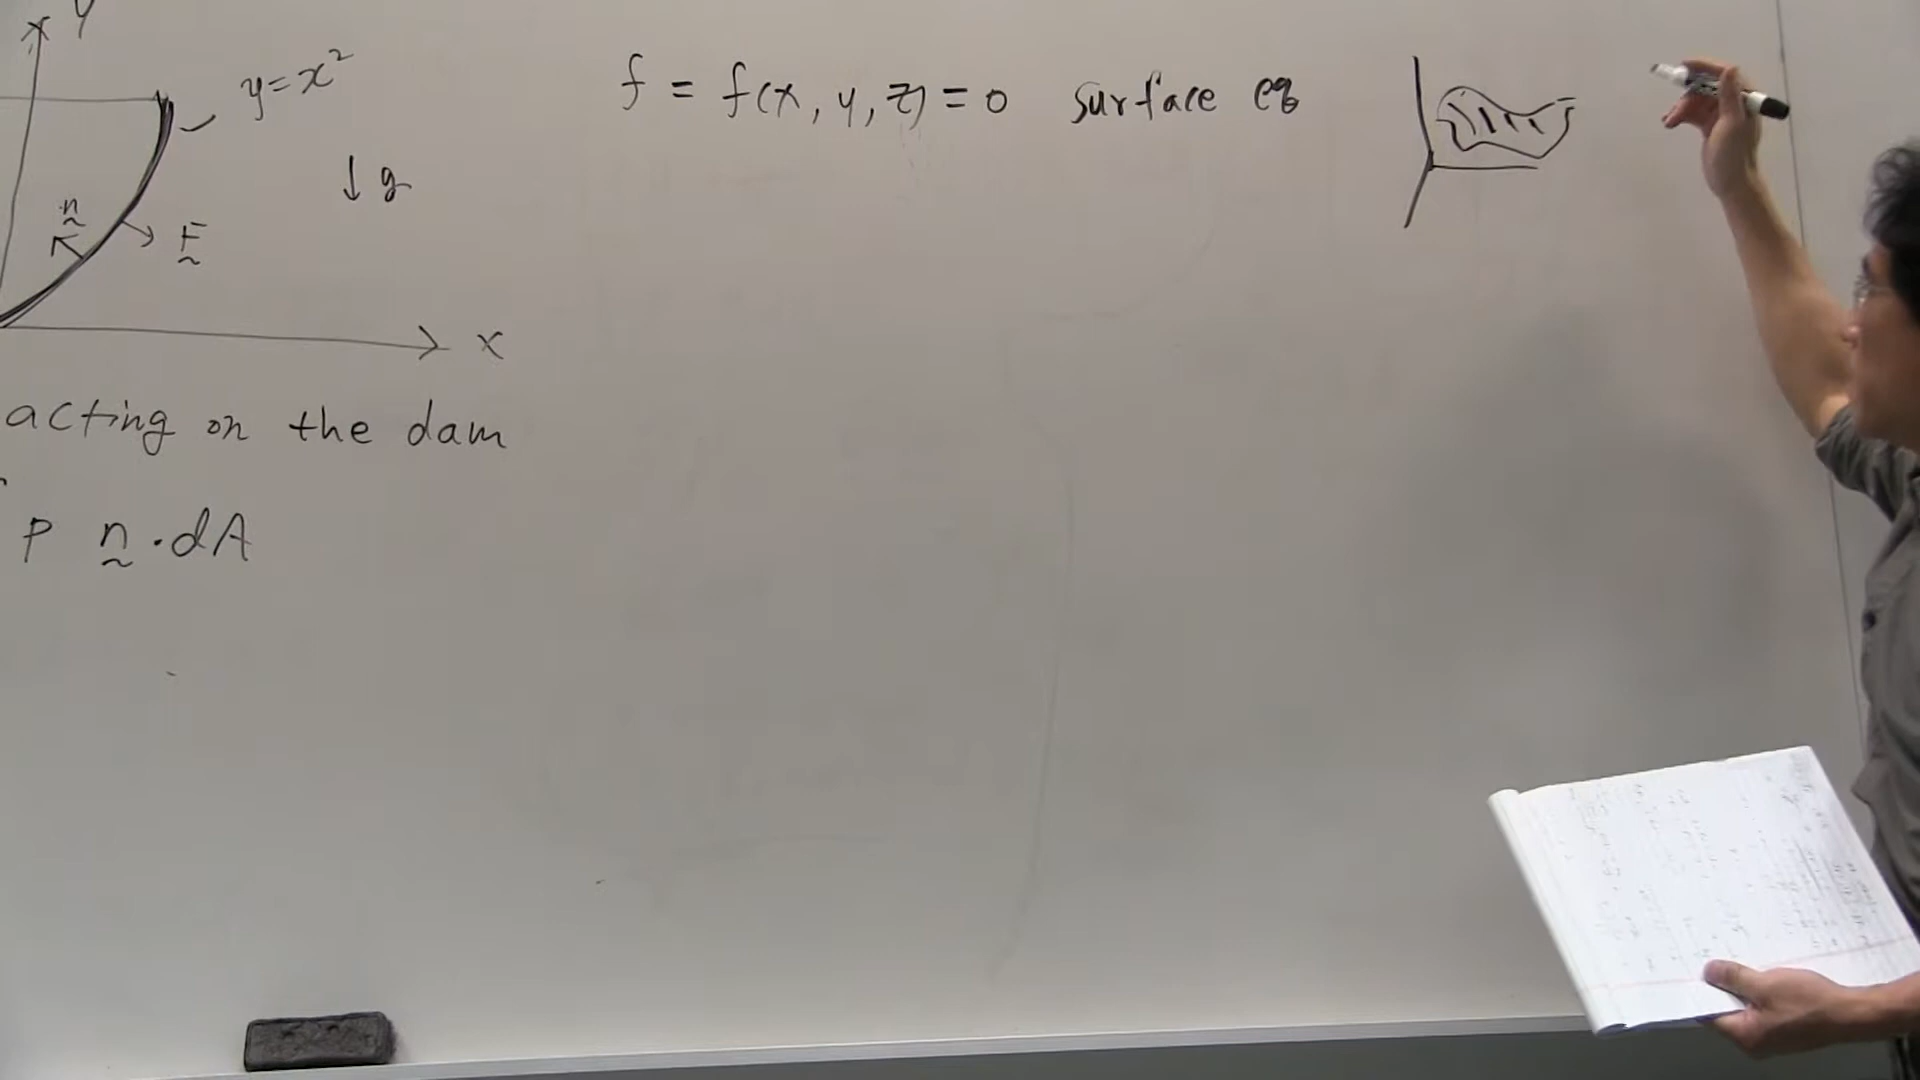 y
y=x²
f = f(x, y, z) = 0 surface eq
↓ g
n
F
x
acting on the dam
p n · dA